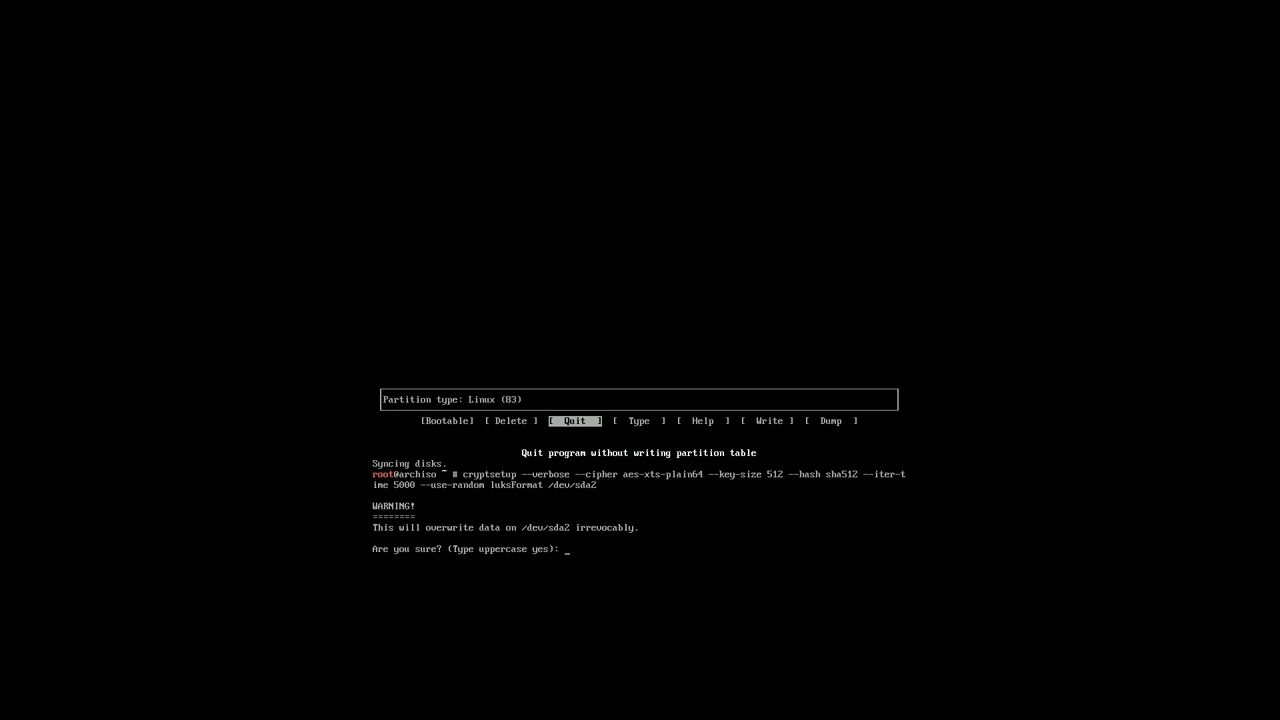 Partition type: Linux (83)
[Bootable]  [ Delete ]  [  Quit  ]  [  Type  ]  [  Help  ]  [  Write ]  [  Dump  ]
Quit program without writing partition table
Syncing disks.
root@archiso ~ # cryptsetup --verbose --cipher aes-xts-plain64 --key-size 512 --hash sha512 --iter-t
ime 5000 --use-random luksFormat /dev/sda2
WARNING!
========
This will overwrite data on /dev/sda2 irrevocably.
Are you sure? (Type uppercase yes): _